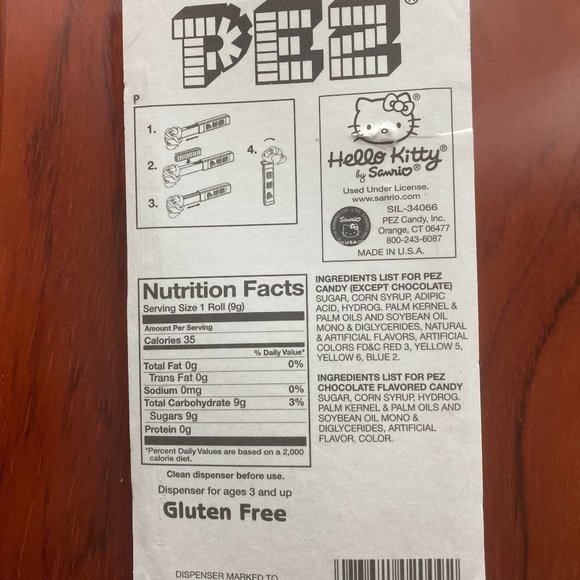 PEZ®
P
1.
2.
3.
4.
Hello Kitty®
by Sanrio®
Used Under License.
www.sanrio.com
SIL-34066
PEZ Candy, Inc.
Orange, CT 06477
800-243-6087
MADE IN U.S.A.
Sanrio
USA
Nutrition Facts
Serving Size 1 Roll (9g)
Amount Per Serving
Calories 35
% Daily Value*
Total Fat 0g 0%
Trans Fat 0g
Sodium 0mg 0%
Total Carbohydrate 9g 3%
Sugars 9g
Protein 0g
*Percent Daily Values are based on a 2,000
calorie diet.
INGREDIENTS LIST FOR PEZ
CANDY (EXCEPT CHOCOLATE)
SUGAR, CORN SYRUP, ADIPIC
ACID, HYDROG. PALM KERNEL &
PALM OILS AND SOYBEAN OIL
MONO & DIGLYCERIDES, NATURAL
& ARTIFICIAL FLAVORS, ARTIFICIAL
COLORS FD&C RED 3, YELLOW 5,
YELLOW 6, BLUE 2.
INGREDIENTS LIST FOR PEZ
CHOCOLATE FLAVORED CANDY
SUGAR, CORN SYRUP, HYDROG.
PALM KERNEL & PALM OILS AND
SOYBEAN OIL MONO &
DIGLYCERIDES, ARTIFICIAL
FLAVOR, COLOR.
Clean dispenser before use.
Dispenser for ages 3 and up
Gluten Free
DISPENSER MARKED TO